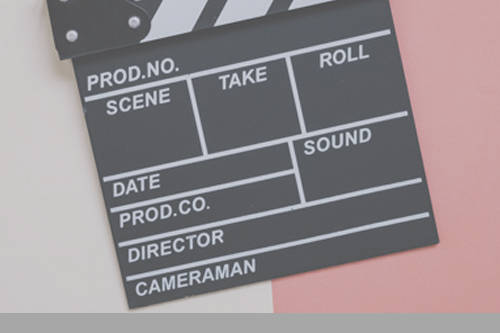 PROD.NO.
SCENE TAKE ROLL
DATE SOUND
PROD.CO.
DIRECTOR
CAMERAMAN